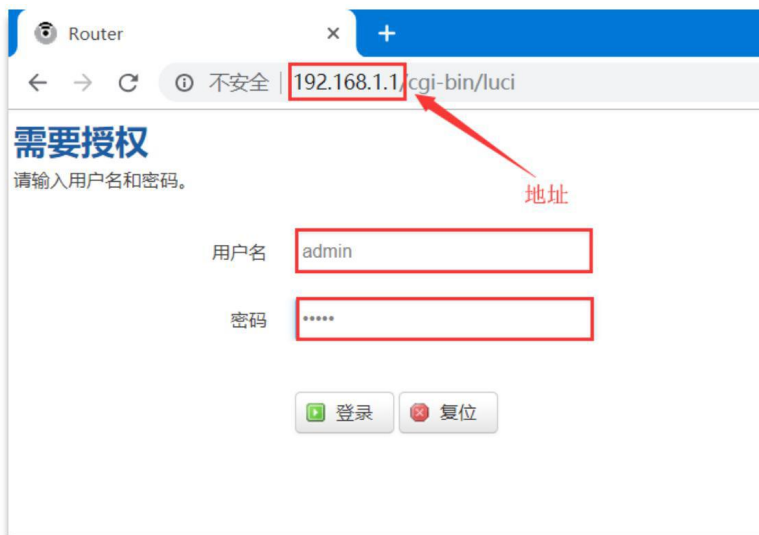 Router
不安全 192.168.1.1/cgi-bin/luci
需要授权
请输入用户名和密码。
地址
用户名 admin
密码 •••••
登录 复位